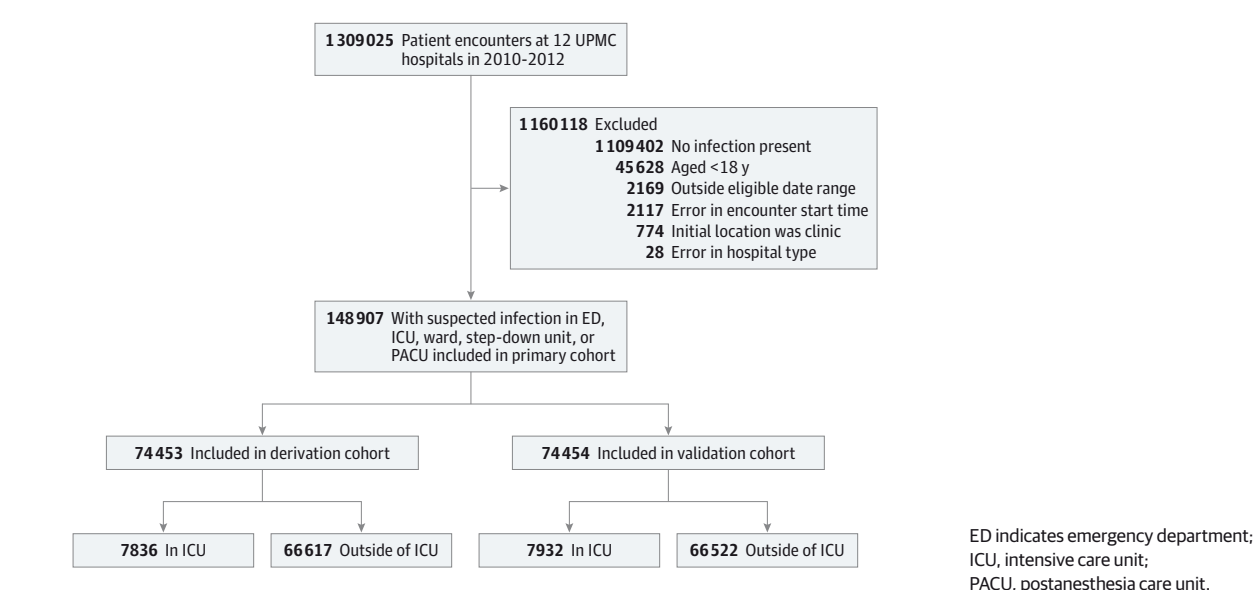 1309025 Patient encounters at 12 UPMC
hospitals in 2010-2012
1160118 Excluded
1109402 No infection present
45628 Aged <18 y
2169 Outside eligible date range
2117 Error in encounter start time
774 Initial location was clinic
28 Error in hospital type
148907 With suspected infection in ED,
ICU, ward, step-down unit, or
PACU included in primary cohort
74453 Included in derivation cohort
74454 Included in validation cohort
7836 In ICU
66617 Outside of ICU
7932 In ICU
66522 Outside of ICU
ED indicates emergency department;
ICU, intensive care unit;
PACU, postanesthesia care unit.